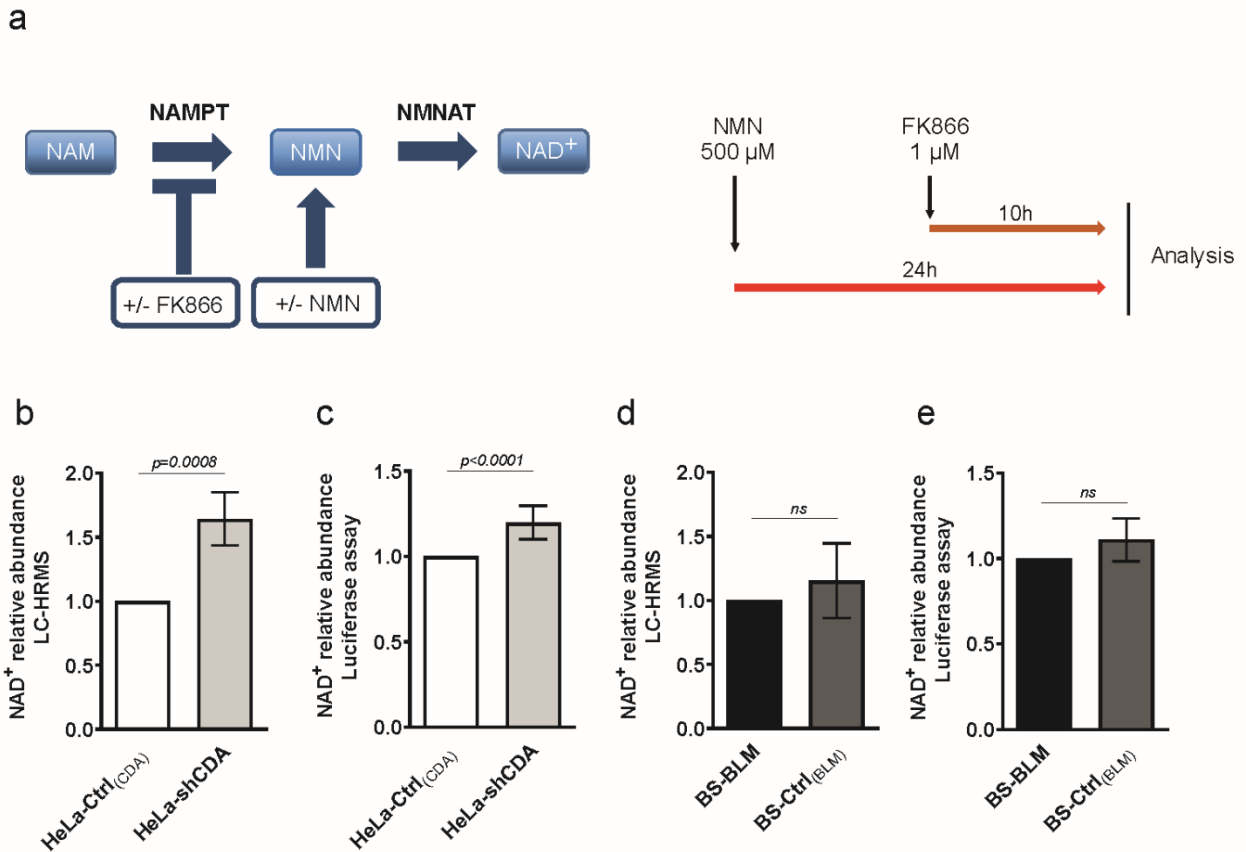 a
NAMPT
NMNAT
NAM
NMN
NAD⁺
+/- FK866
+/- NMN
NMN
500 µM
FK866
1 µM
10h
24h
Analysis
b
NAD⁺ relative abundance
LC-HRMS
2.0
1.5
1.0
0.5
0.0
p=0.0008
HeLa-Ctrl(CDA)
HeLa-shCDA
c
NAD⁺ relative abundance
Luciferase assay
1.5
1.0
0.5
0.0
p<0.0001
HeLa-Ctrl(CDA)
HeLa-shCDA
d
NAD⁺ relative abundance
LC-HRMS
2.0
1.5
1.0
0.5
0.0
ns
BS-BLM
BS-Ctrl(BLM)
e
NAD⁺ relative abundance
Luciferase assay
1.5
1.0
0.5
0.0
ns
BS-BLM
BS-Ctrl(BLM)